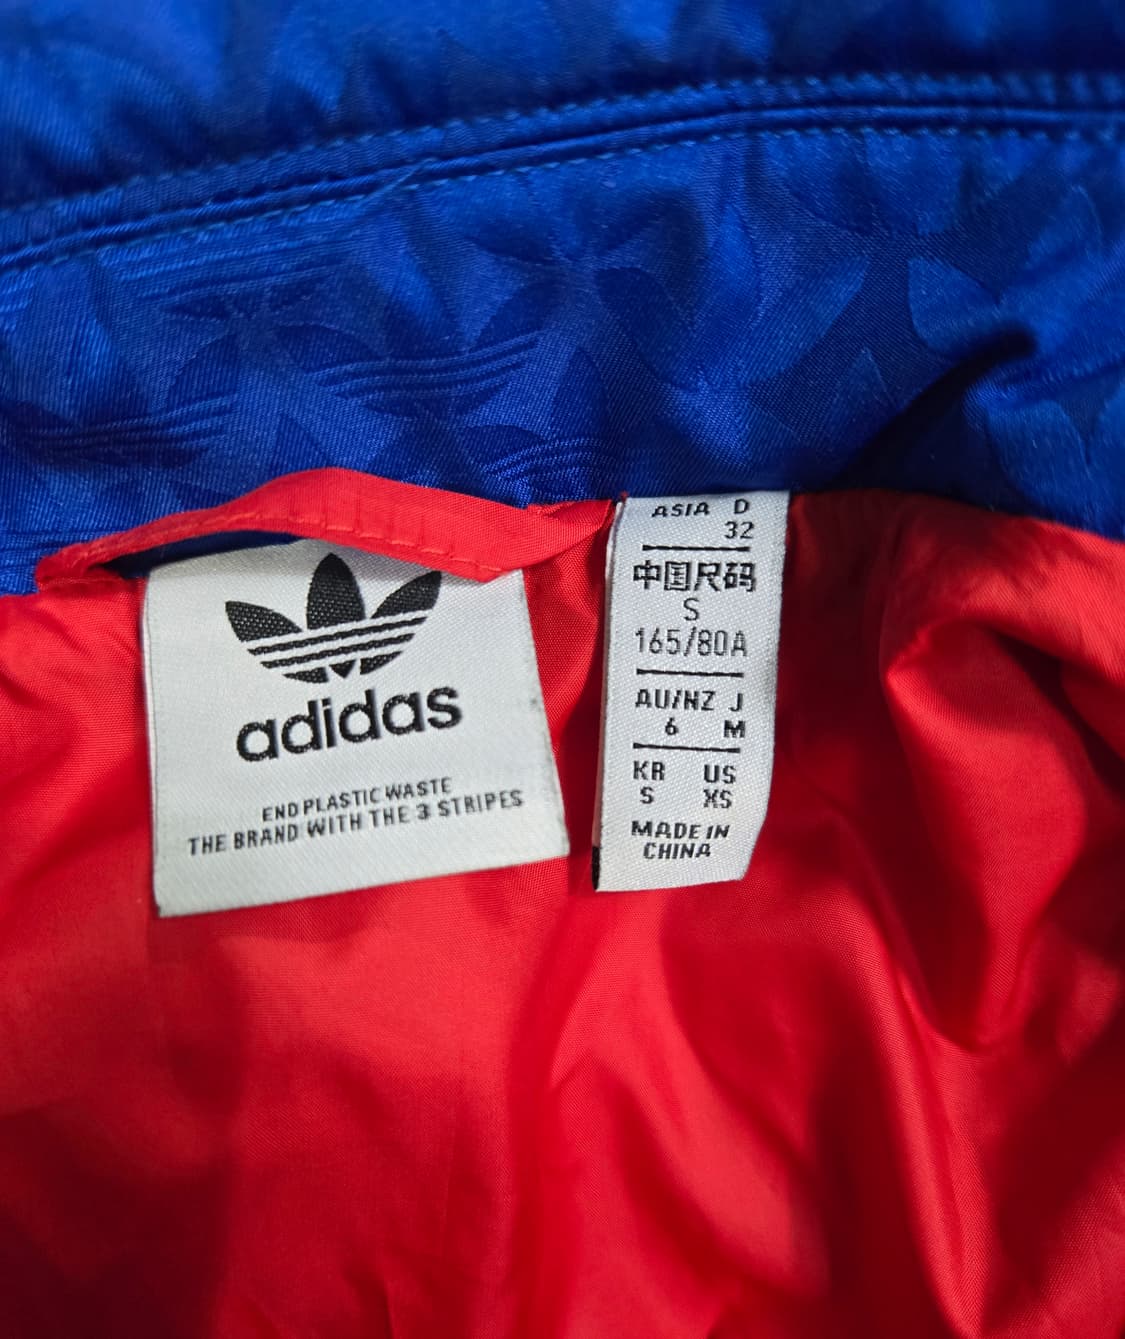 adidas
END PLASTIC WASTE
THE BRAND WITH THE 3 STRIPES
ASIA D
32
中国尺码
S
165/80A
AU/NZ J
6 M
KR US
S XS
MADE IN
CHINA